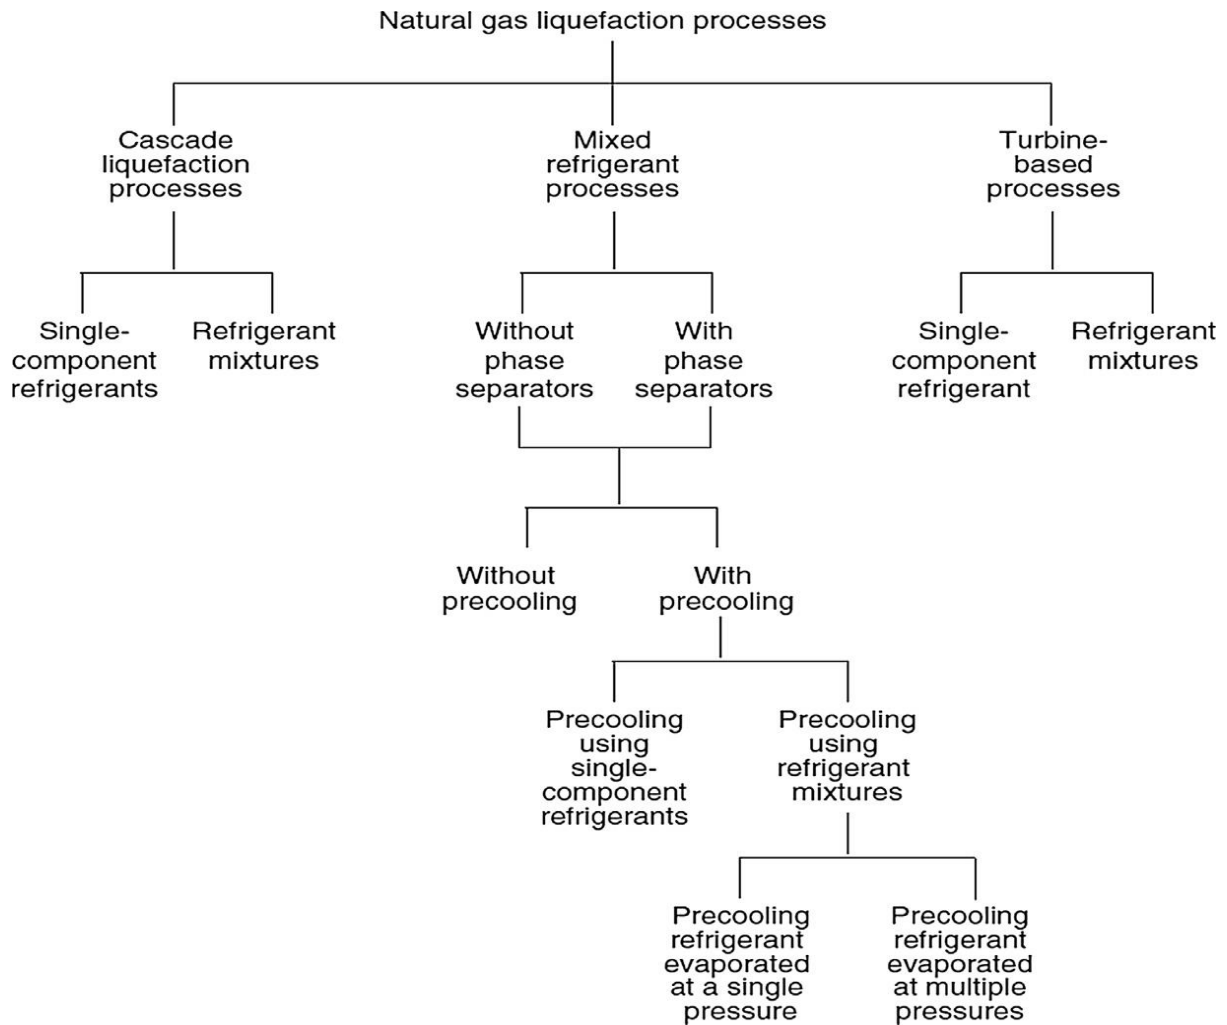 Natural gas liquefaction processes
Cascade
liquefaction
processes
Mixed
refrigerant
processes
Turbine-
based
processes
Single-
component
refrigerants
Refrigerant
mixtures
Without
phase
separators
With
phase
separators
Single-
component
refrigerant
Refrigerant
mixtures
Without
precooling
With
precooling
Precooling
using
single-
component
refrigerants
Precooling
using
refrigerant
mixtures
Precooling
refrigerant
evaporated
at a single
pressure
Precooling
refrigerant
evaporated
at multiple
pressures